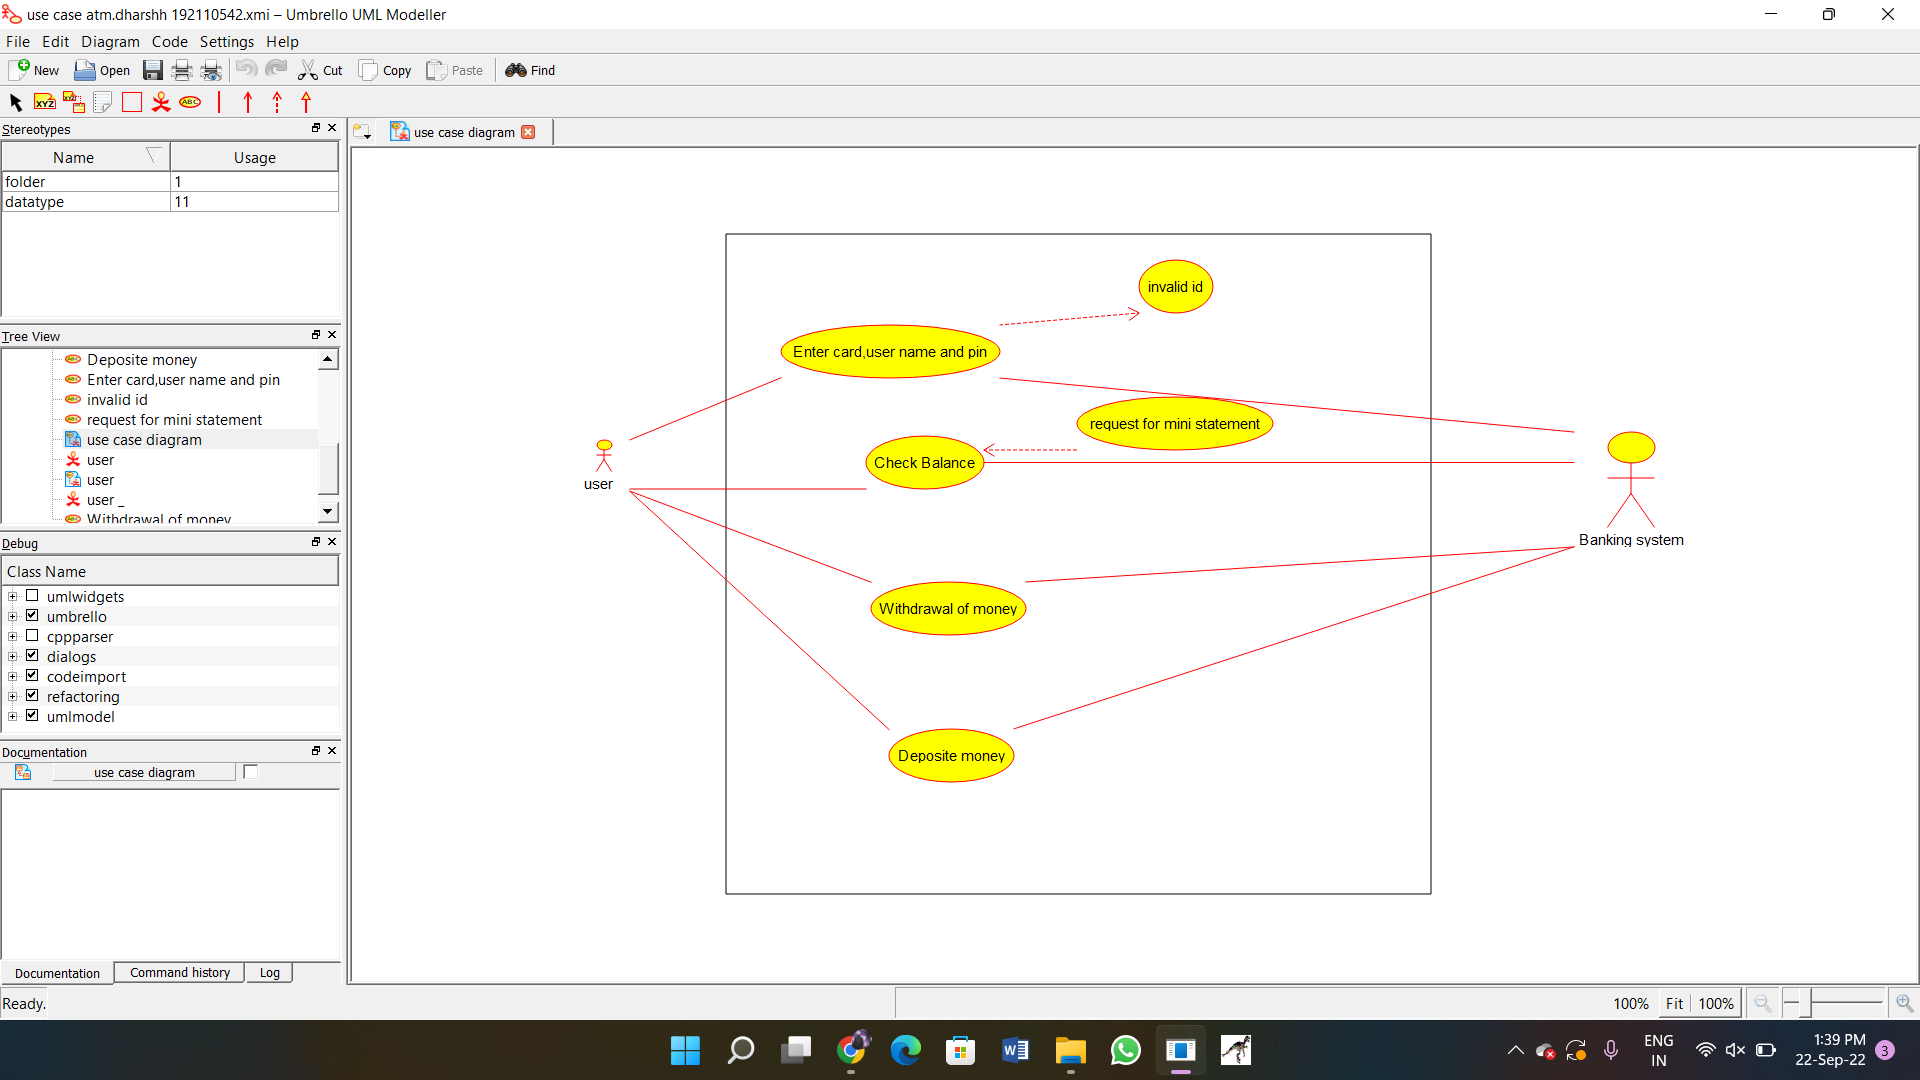 use case atm.dharshh 192110542.xmi – Umbrello UML Modeller
File Edit Diagram Code Settings Help
New Open Cut Copy Paste Find
XYZ XYZ ABC
Stereotypes
use case diagram
Name Usage
folder 1
datatype 11
Tree View
Deposite money
Enter card,user name and pin
invalid id
request for mini statement
use case diagram
user
user
user _
Withdrawal of money
Debug
Class Name
umlwidgets
umbrello
cppparser
dialogs
codeimport
refactoring
umlmodel
Documentation
use case diagram
Documentation Command history Log
invalid id
Enter card,user name and pin
request for mini statement
Check Balance
user
Banking system
Withdrawal of money
Deposite money
Ready.
100% Fit 100%
ENG
IN
1:39 PM
22-Sep-22
3